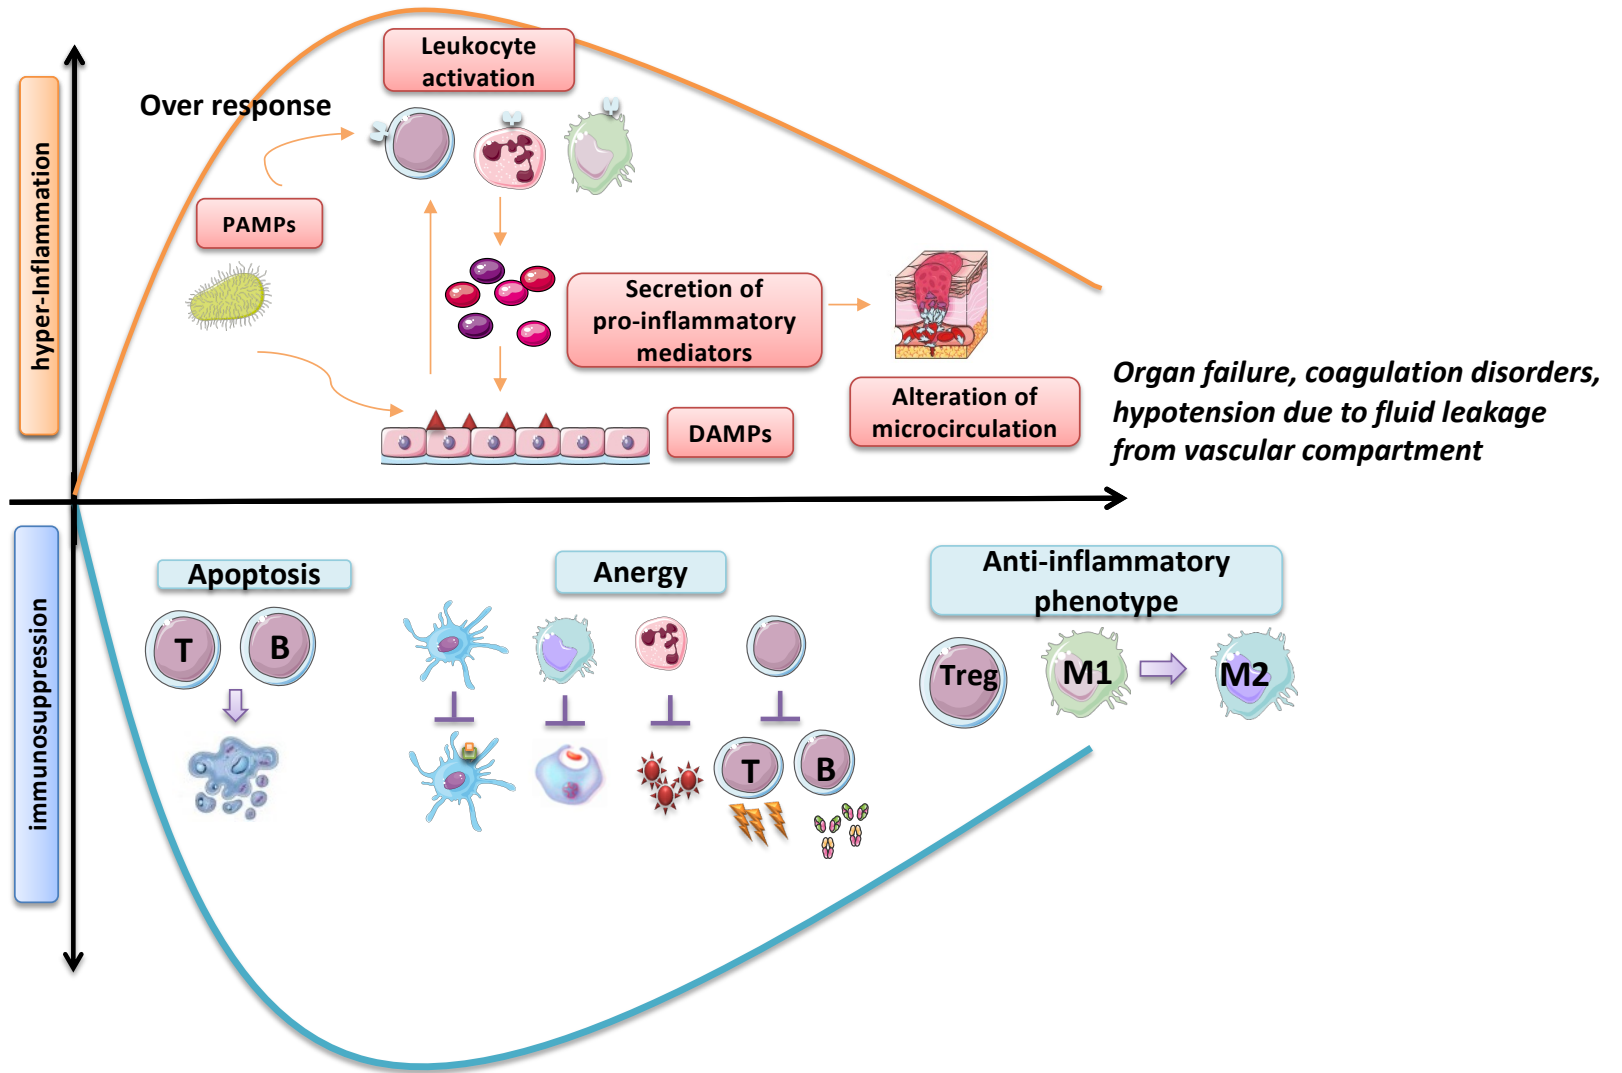 hyper-Inflammation
Over response
Leukocyte
activation
PAMPs
Secretion of
pro-inflammatory
mediators
Alteration of
microcirculation
DAMPs
Organ failure, coagulation disorders,
hypotension due to fluid leakage
from vascular compartment
immunosuppression
Apoptosis
T
B
Anergy
T
B
Anti-inflammatory
phenotype
Treg
M1
M2